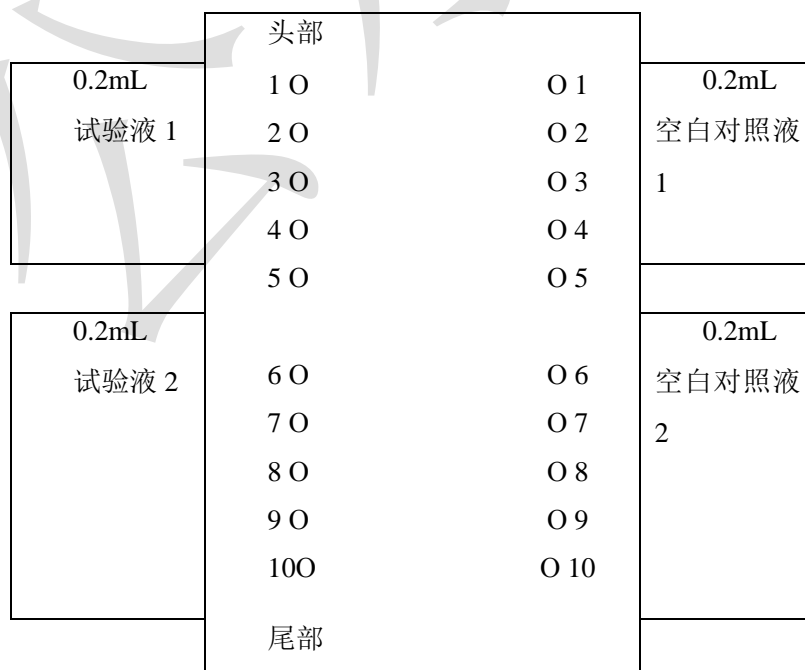 头部
0.2mL
试验液 1
1 O O 1
0.2mL
空白对照液
1
2 O O 2
3 O O 3
4 O O 4
5 O O 5
0.2mL
试验液 2
6 O O 6
0.2mL
空白对照液
2
7 O O 7
8 O O 8
9 O O 9
10O O 10
尾部